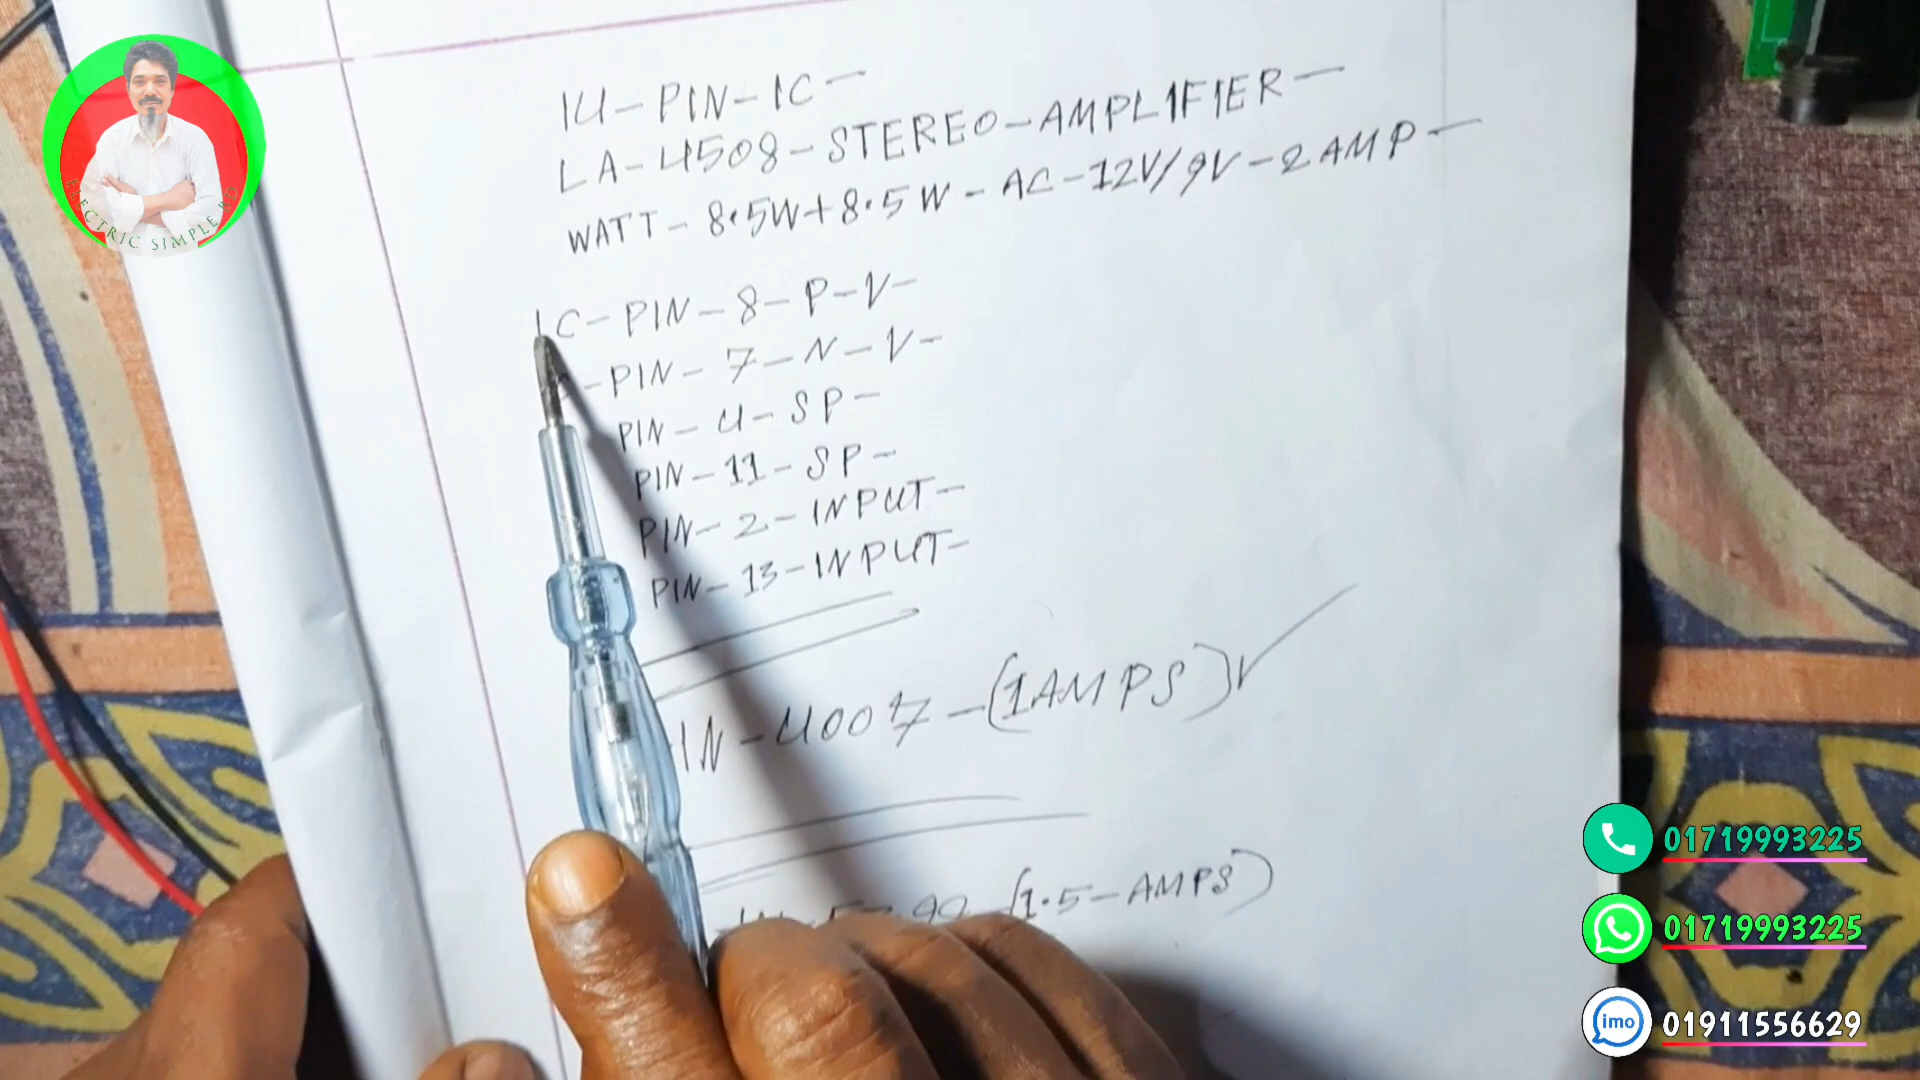 14-PIN-IC-
LA-4508-STEREO-AMPLIFIER-
WATT-8.5W+8.5W-AC-12V/9V-2AMP-
IC-PIN-8-P-V-
-PIN-7-N-V-
PIN-4-SP-
PIN-11-SP-
PIN-2-INPUT-
PIN-13-INPUT-
IN-4007-(1AMPS)✓
(1.5-AMPS)
ELECTRIC SIMPLE BD
01719993225
01719993225
imo 01911556629